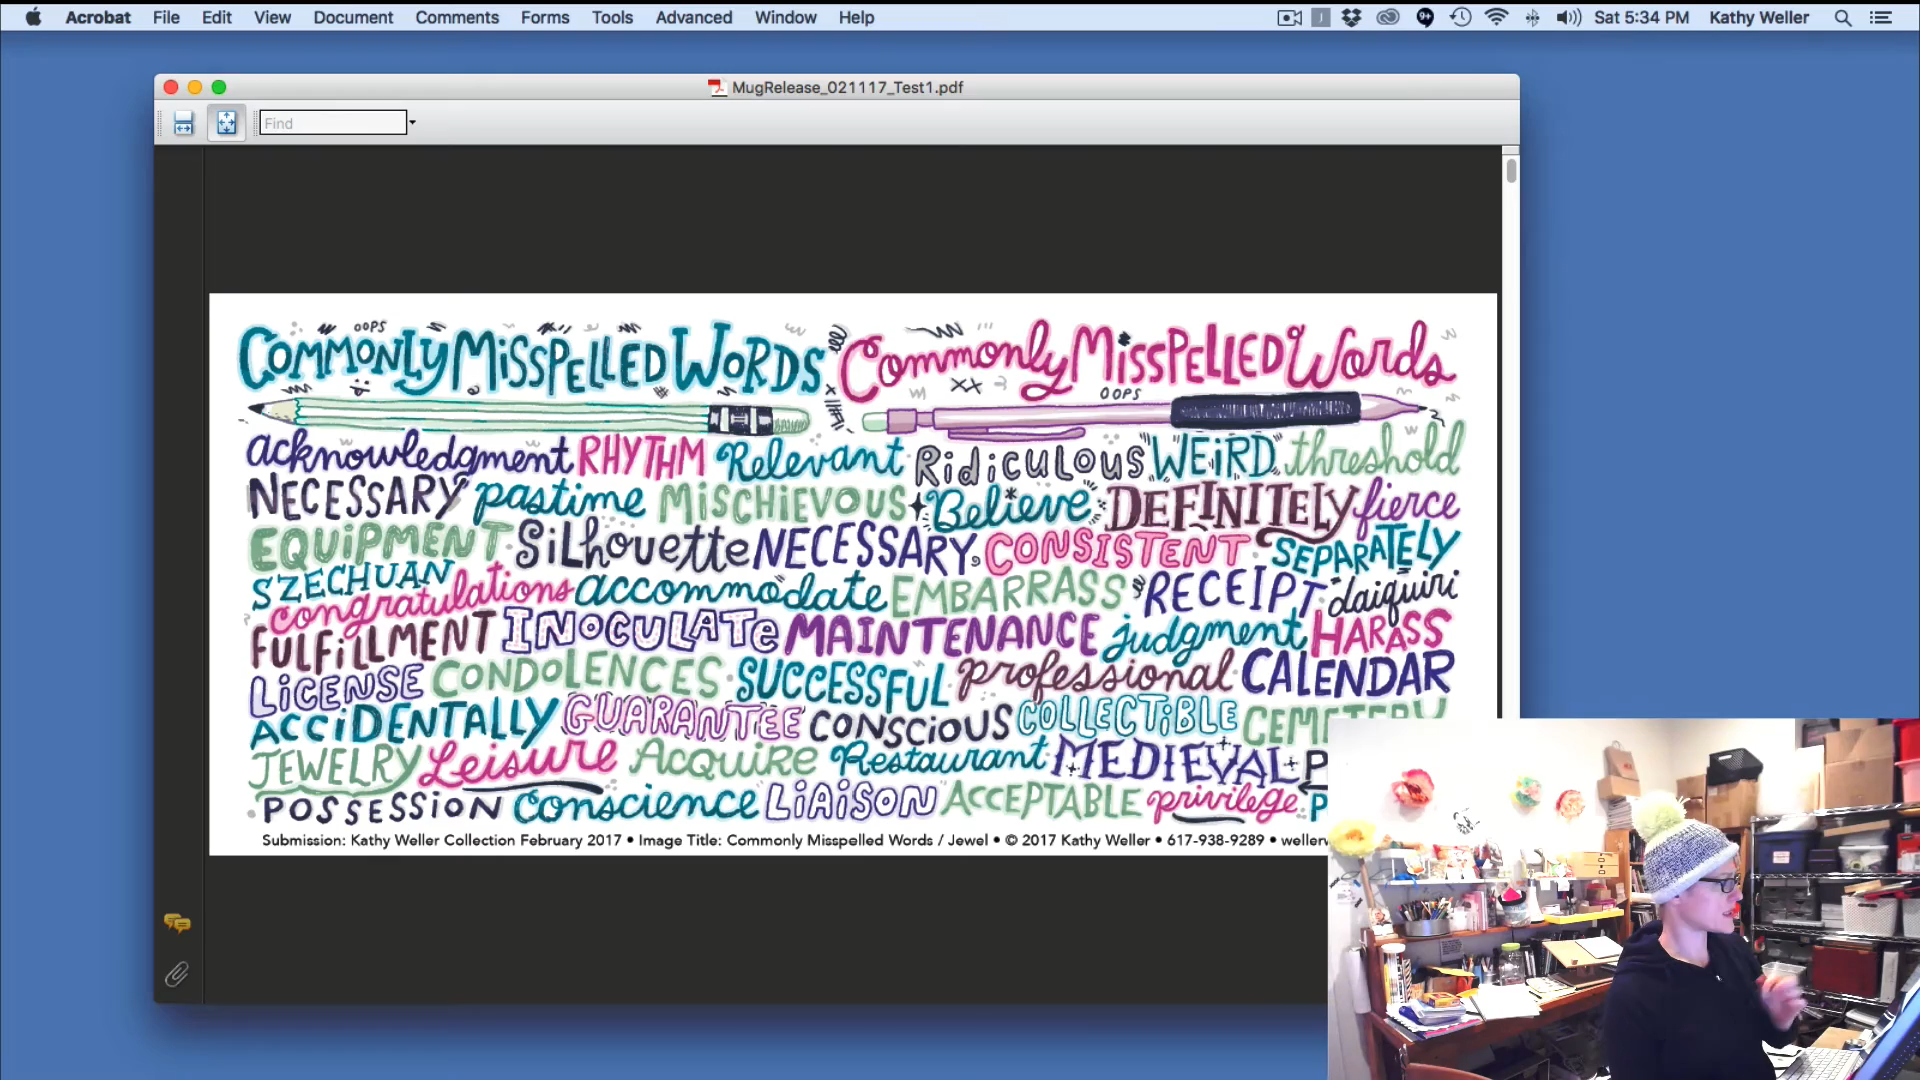 Acrobat File Edit View Document Comments Forms Tools Advanced Window Help Sat 5:34 PM Kathy Weller
MugRelease_021117_Test1.pdf
Find
OOPS
COMMONLY MISSPELLED WORDS Commonly MISSPELLED Words
OOPS
acknowledgment RHYTHM Relevant RiDiCULOUS WEiRD threshold
NECESSARY pastime MiSCHiEVOUS Believe DEFINITELY fierce
EQUiPMENT SiLhouette NECESSARY CONSISTENT SEPARATELY
SZECHUAN congratulations accommodate EMBARRASS RECEIPT daiquiri
FULFiLLMENT INOCULATe MAINTENANCE judgment HARASS
LiCENSE CONDOLENCES SUCCESSFUL professional CALENDAR
ACCiDENTALLY GUARANTEE CONSCiOUS COLLECTiBLE CEMETERY
JEWELRY Leisure Acquire Restaurant MEDIEVAL P
POSSESSiON Conscience LiAiSON ACCEPTABLE privilege P
Submission: Kathy Weller Collection February 2017 • Image Title: Commonly Misspelled Words / Jewel • © 2017 Kathy Weller • 617-938-9289 •